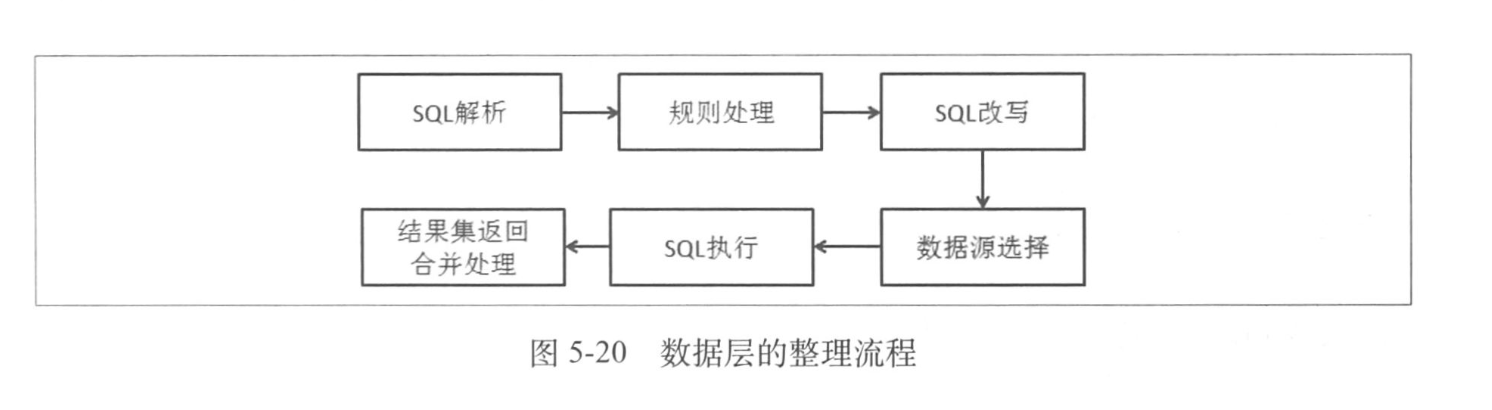 SQL解析
规则处理
SQL改写
结果集返回
合并处理
SQL执行
数据源选择
图 5-20 数据层的整理流程